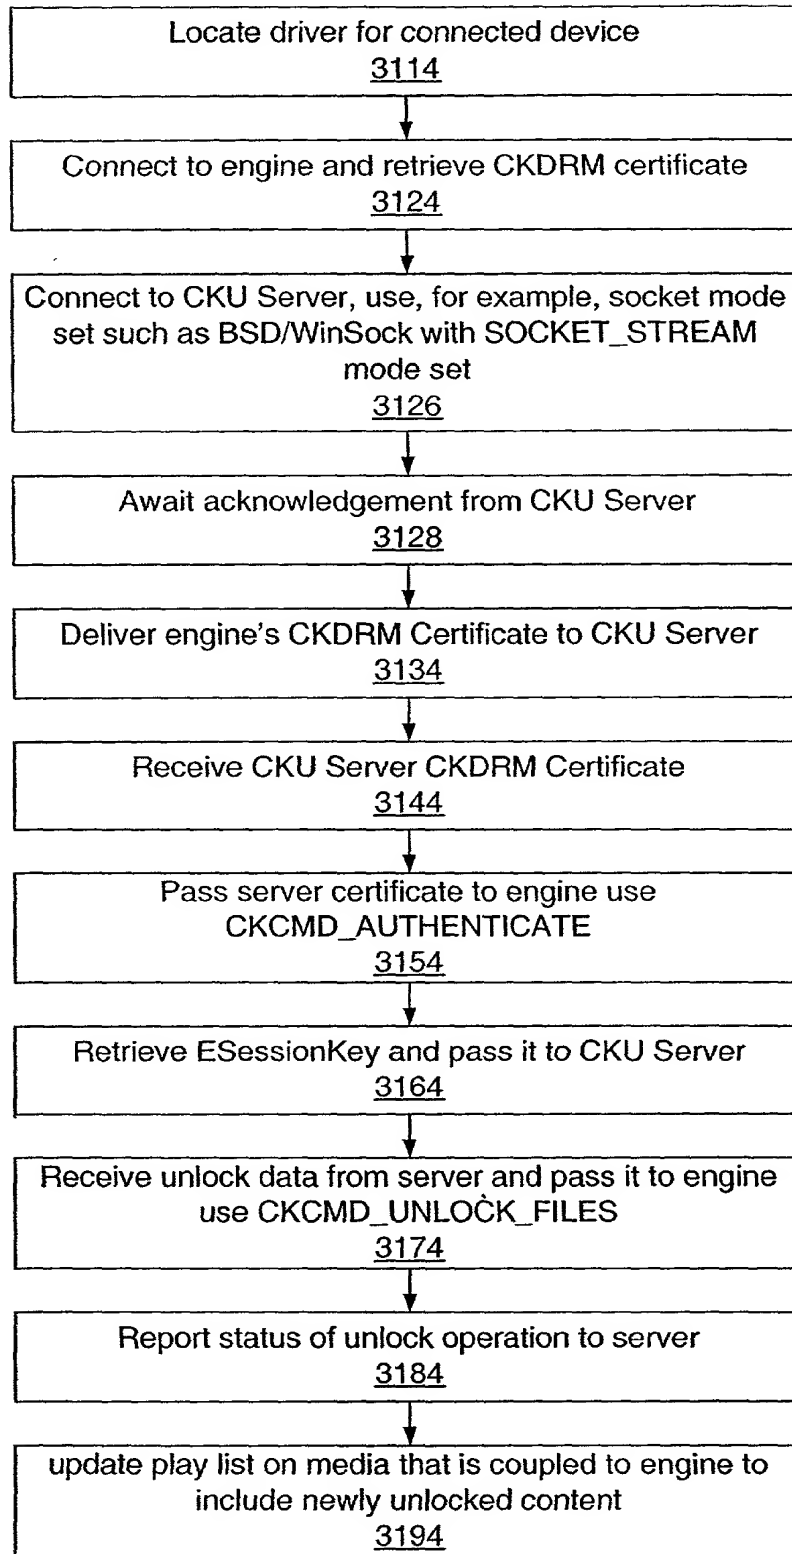 Locate driver for connected device
3114
Connect to engine and retrieve CKDRM certificate
3124
Connect to CKU Server, use, for example, socket mode
set such as BSD/WinSock with SOCKET_STREAM
mode set
3126
Await acknowledgement from CKU Server
3128
Deliver engine's CKDRM Certificate to CKU Server
3134
Receive CKU Server CKDRM Certificate
3144
Pass server certificate to engine use
CKCMD_AUTHENTICATE
3154
Retrieve ESessionKey and pass it to CKU Server
3164
Receive unlock data from server and pass it to engine
use CKCMD_UNLOCK_FILES
3174
Report status of unlock operation to server
3184
update play list on media that is coupled to engine to
include newly unlocked content
3194